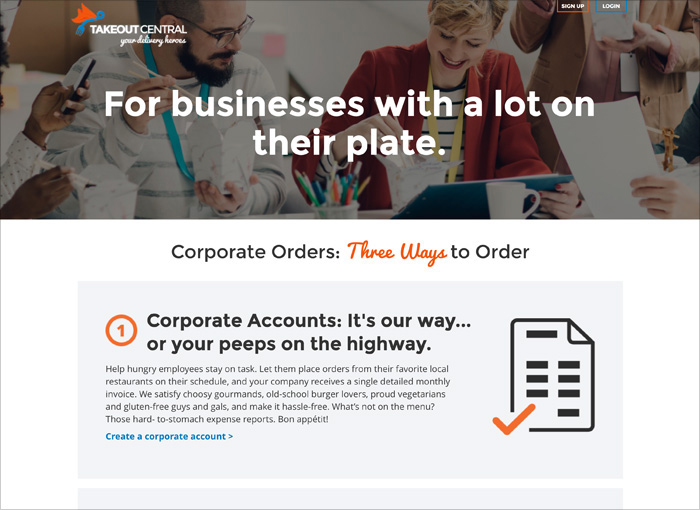 SIGN UP
LOGIN
TAKEOUT CENTRAL
your delivery heroes
For businesses with a lot on
their plate.
Corporate Orders: Three Ways to Order
1
Corporate Accounts: It's our way...
or your peeps on the highway.
Help hungry employees stay on task. Let them place orders from their favorite local
restaurants on their schedule, and your company receives a single detailed monthly
invoice. We satisfy choosy gourmands, old-school burger lovers, proud vegetarians
and gluten-free guys and gals, and make it hassle-free. What's not on the menu?
Those hard- to-stomach expense reports. Bon appétit!
Create a corporate account >